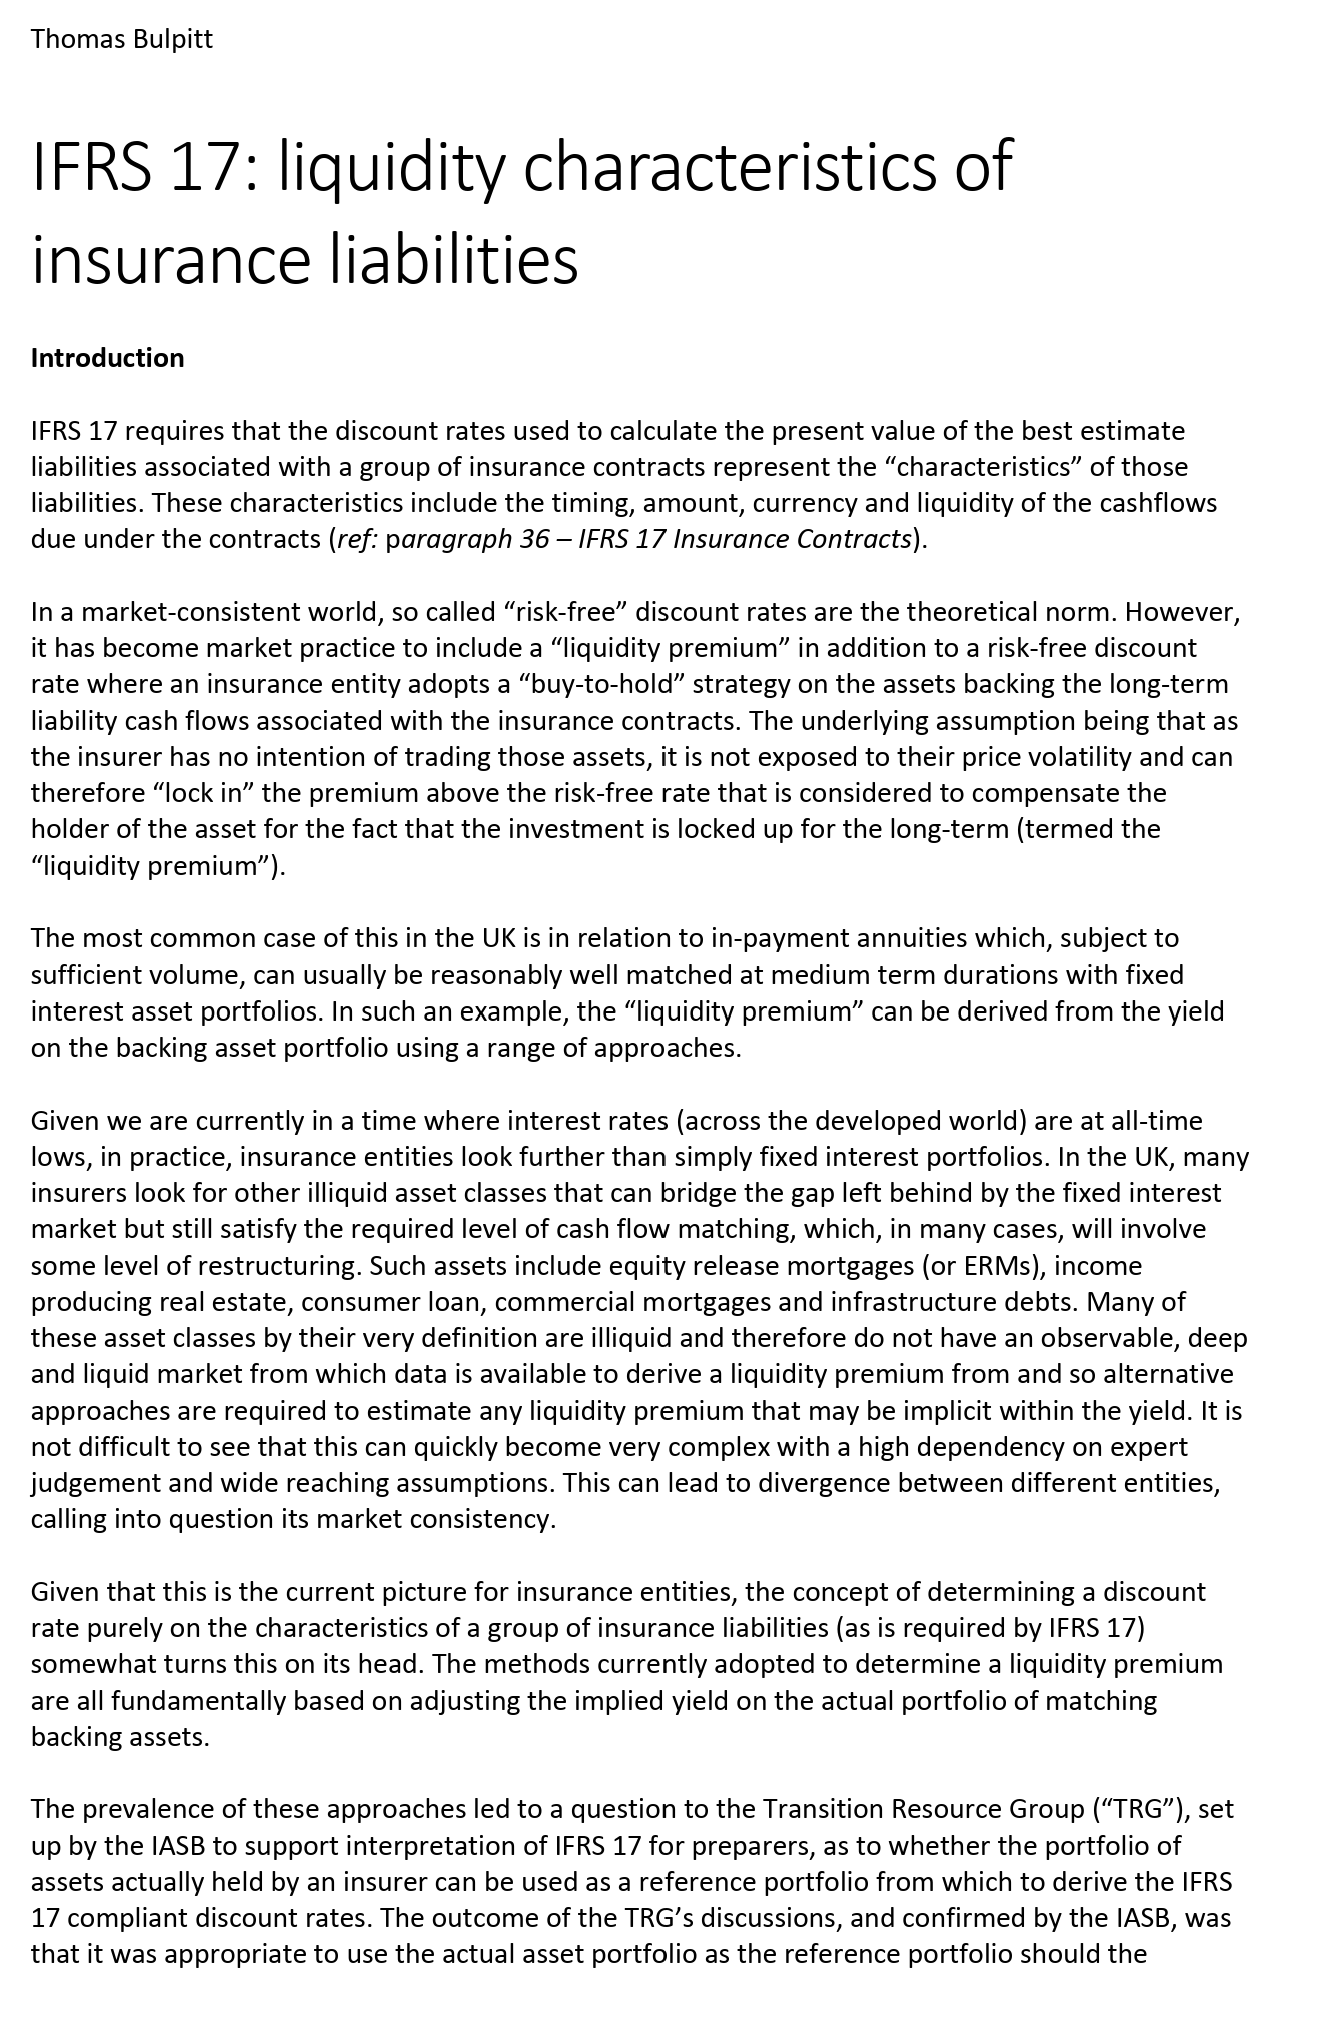 Thomas Bulpitt
IFRS 17: liquidity characteristics of
insurance liabilities
Introduction
IFRS 17 requires that the discount rates used to calculate the present value of the best estimate
liabilities associated with a group of insurance contracts represent the “characteristics” of those
liabilities. These characteristics include the timing, amount, currency and liquidity of the cashflows
due under the contracts (ref: paragraph 36 – IFRS 17 Insurance Contracts).
In a market-consistent world, so called “risk-free” discount rates are the theoretical norm. However,
it has become market practice to include a “liquidity premium” in addition to a risk-free discount
rate where an insurance entity adopts a “buy-to-hold” strategy on the assets backing the long-term
liability cash flows associated with the insurance contracts. The underlying assumption being that as
the insurer has no intention of trading those assets, it is not exposed to their price volatility and can
therefore “lock in” the premium above the risk-free rate that is considered to compensate the
holder of the asset for the fact that the investment is locked up for the long-term (termed the
“liquidity premium”).
The most common case of this in the UK is in relation to in-payment annuities which, subject to
sufficient volume, can usually be reasonably well matched at medium term durations with fixed
interest asset portfolios. In such an example, the “liquidity premium” can be derived from the yield
on the backing asset portfolio using a range of approaches.
Given we are currently in a time where interest rates (across the developed world) are at all-time
lows, in practice, insurance entities look further than simply fixed interest portfolios. In the UK, many
insurers look for other illiquid asset classes that can bridge the gap left behind by the fixed interest
market but still satisfy the required level of cash flow matching, which, in many cases, will involve
some level of restructuring. Such assets include equity release mortgages (or ERMs), income
producing real estate, consumer loan, commercial mortgages and infrastructure debts. Many of
these asset classes by their very definition are illiquid and therefore do not have an observable, deep
and liquid market from which data is available to derive a liquidity premium from and so alternative
approaches are required to estimate any liquidity premium that may be implicit within the yield. It is
not difficult to see that this can quickly become very complex with a high dependency on expert
judgement and wide reaching assumptions. This can lead to divergence between different entities,
calling into question its market consistency.
Given that this is the current picture for insurance entities, the concept of determining a discount
rate purely on the characteristics of a group of insurance liabilities (as is required by IFRS 17)
somewhat turns this on its head. The methods currently adopted to determine a liquidity premium
are all fundamentally based on adjusting the implied yield on the actual portfolio of matching
backing assets.
The prevalence of these approaches led to a question to the Transition Resource Group (“TRG”), set
up by the IASB to support interpretation of IFRS 17 for preparers, as to whether the portfolio of
assets actually held by an insurer can be used as a reference portfolio from which to derive the IFRS
17 compliant discount rates. The outcome of the TRG’s discussions, and confirmed by the IASB, was
that it was appropriate to use the actual asset portfolio as the reference portfolio should the